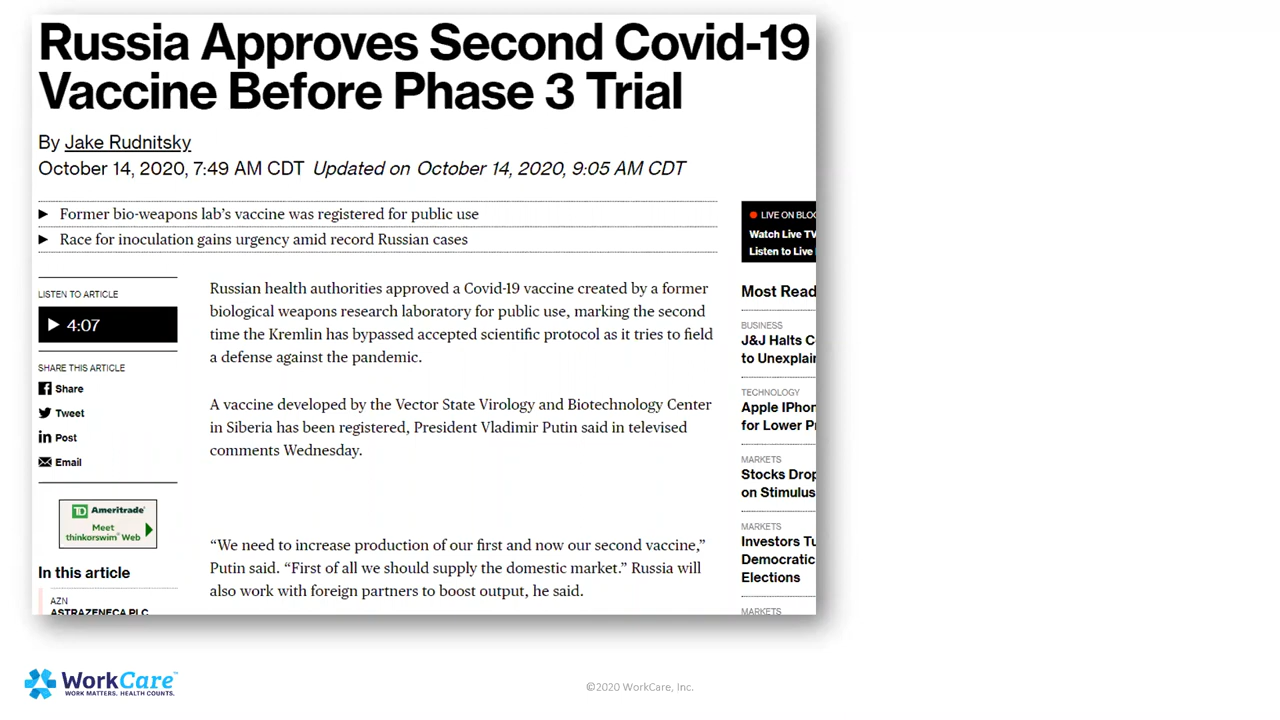 Russia Approves Second Covid-19
Vaccine Before Phase 3 Trial
By Jake Rudnitsky
October 14, 2020, 7:49 AM CDT Updated on October 14, 2020, 9:05 AM CDT
Former bio-weapons lab's vaccine was registered for public use
Race for inoculation gains urgency amid record Russian cases
LISTEN TO ARTICLE
4:07
SHARE THIS ARTICLE
Share
Tweet
Post
Email
TD Ameritrade
Meet
thinkorswim® Web
In this article
AZN
ASTRAZENECA PLC
Russian health authorities approved a Covid-19 vaccine created by a former
biological weapons research laboratory for public use, marking the second
time the Kremlin has bypassed accepted scientific protocol as it tries to field
a defense against the pandemic.
A vaccine developed by the Vector State Virology and Biotechnology Center
in Siberia has been registered, President Vladimir Putin said in televised
comments Wednesday.
“We need to increase production of our first and now our second vaccine,”
Putin said. “First of all we should supply the domestic market.” Russia will
also work with foreign partners to boost output, he said.
LIVE ON BLOO
Watch Live TV
Listen to Live
Most Read
BUSINESS
J&J Halts C
to Unexplain
TECHNOLOGY
Apple IPhon
for Lower Pr
MARKETS
Stocks Drop
on Stimulus
MARKETS
Investors Tu
Democratic
Elections
MARKETS
WorkCare™
WORK MATTERS. HEALTH COUNTS.
©2020 WorkCare, Inc.